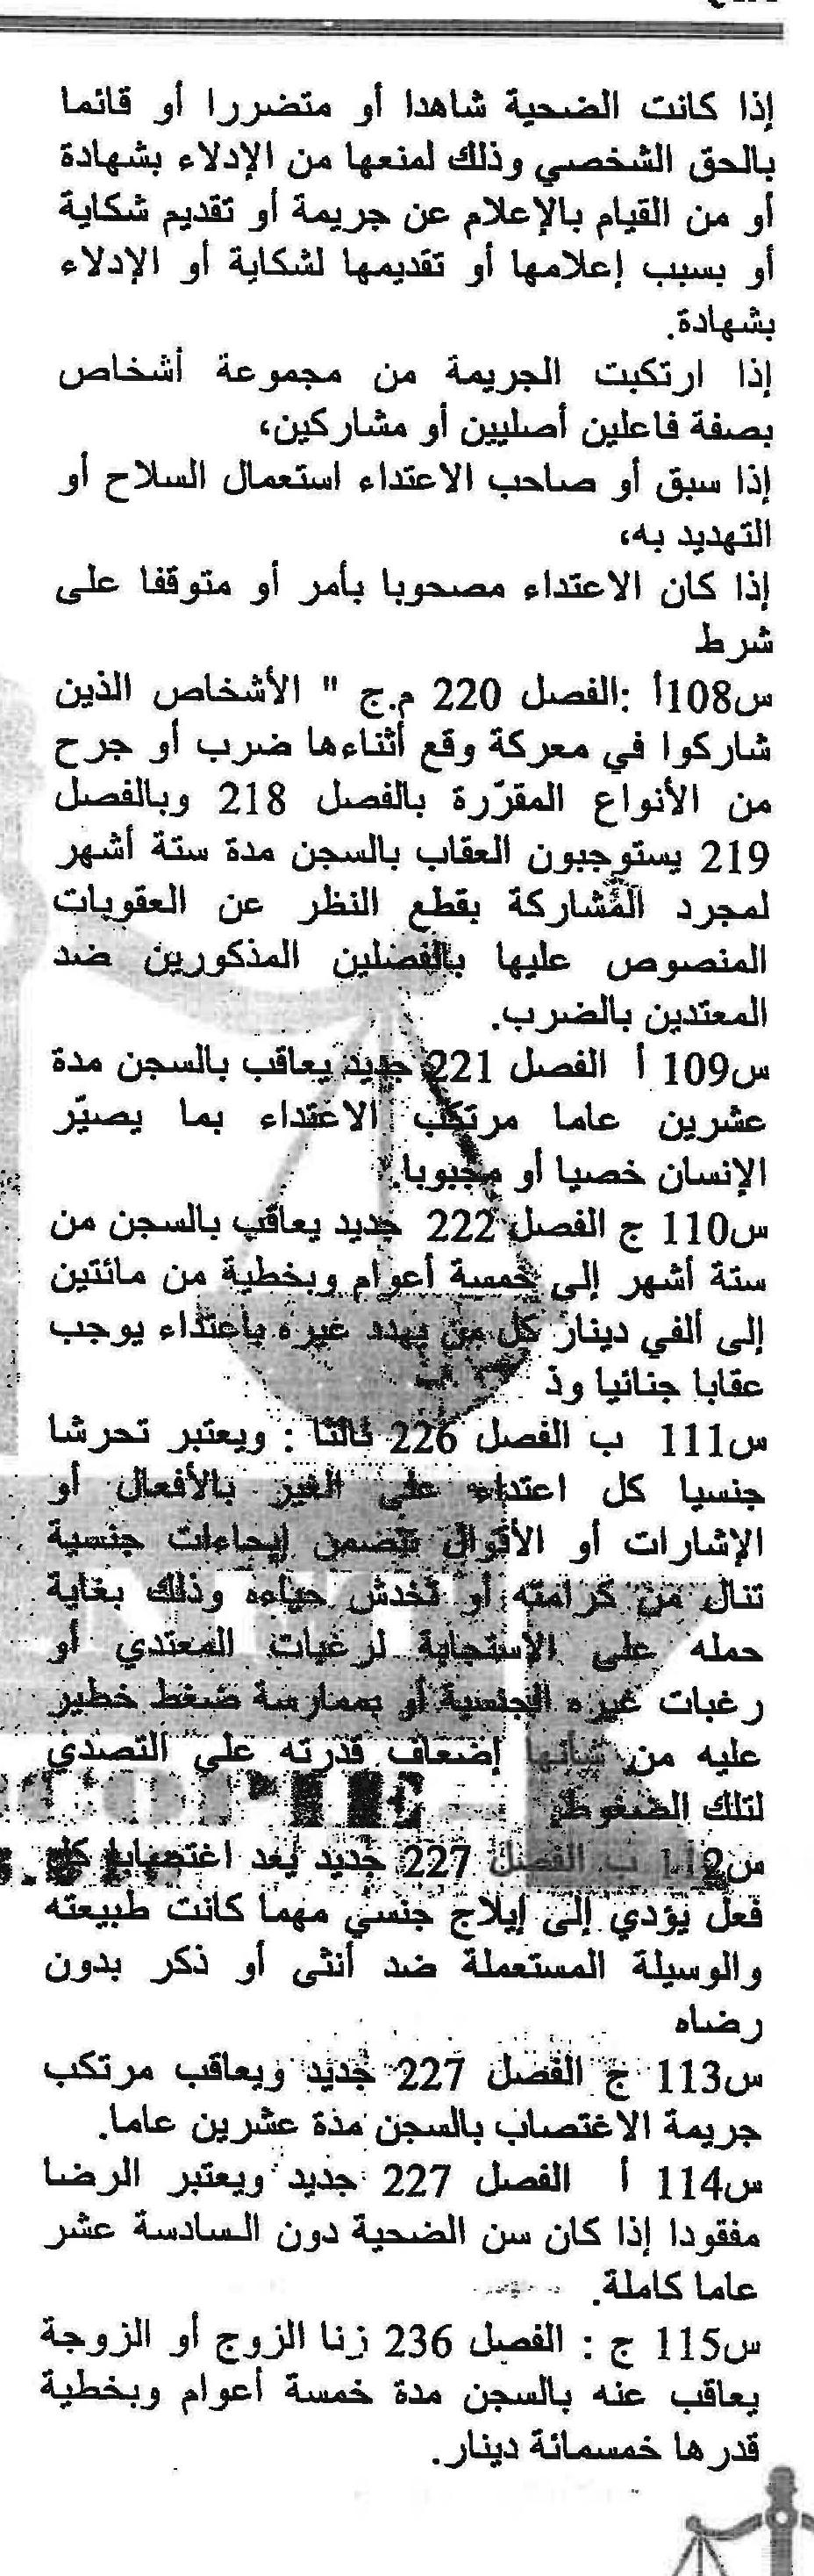 إذا كانت الضحية شاهدا أو متضررا أو قائما
بالحق الشخصي وذلك لمنعها من الإدلاء بشهادة
أو من القيام بالإعلام عن جريمة أو تقديم شكاية
أو بسبب إعلامها أو تقديمها لشكاية أو الإدلاء
بشهادة.
إذا ارتكبت الجريمة من مجموعة أشخاص
بصفة فاعلين أصليين أو مشاركين،
إذا سبق أو صاحب الاعتداء استعمال السلاح أو
التهديد به،
إذا كان الاعتداء مصحوبا بأمر أو متوقفا على
شرط
س108أ :الفصل 220 م.ج " الأشخاص الذين
شاركوا في معركة وقع أثناءها ضرب أو جرح
من الأنواع المقرّرة بالفصل 218 وبالفصل
219 يستوجبون العقاب بالسجن مدة ستة أشهر
لمجرد المشاركة بقطع النظر عن العقوبات
المنصوص عليها بالفصلين المذكورين ضد
المعتدين بالضرب.
س109 أ الفصل 221 جديد يعاقب بالسجن مدة
عشرين عاما مرتكب الاعتداء بما يصيّر
الإنسان خصيا أو مجبوبا.
س110 ج الفصل 222 جديد يعاقب بالسجن من
ستة أشهر إلى خمسة أعوام وبخطية من مائتين
إلى ألفي دينار كل من يهدد غيره باعتداء يوجب
عقابا جنائيا وذ
س111 ب الفصل 226 ثالثا : ويعتبر تحرشا
جنسيا كل اعتداء على الغير بالأفعال أو
الإشارات أو الأقوال تتضمن إيحاءات جنسية
تنال من كرامته أو تخدش حياءه وذلك بغاية
حمله على الإستجابة لرغبات المعتدي أو
رغبات غيره الجنسية أو بممارسة ضغط خطير
عليه من شأنها إضعاف قدرته على التصدي
لتلك الضغوط
س112 ب الفصل 227 جديد يعد اغتصابا كل
فعل يؤدي إلى إيلاج جنسي مهما كانت طبيعته
والوسيلة المستعملة ضد أنثى أو ذكر بدون
رضاه
س113 ج الفصل 227 جديد ويعاقب مرتكب
جريمة الاغتصاب بالسجن مدة عشرين عاما.
س114 أ الفصل 227 جديد ويعتبر الرضا
مفقودا إذا كان سن الضحية دون السادسة عشر
عاما كاملة.
س115 ج : الفصل 236 زنا الزوج أو الزوجة
يعاقب عنه بالسجن مدة خمسة أعوام وبخطية
قدرها خمسمائة دينار.